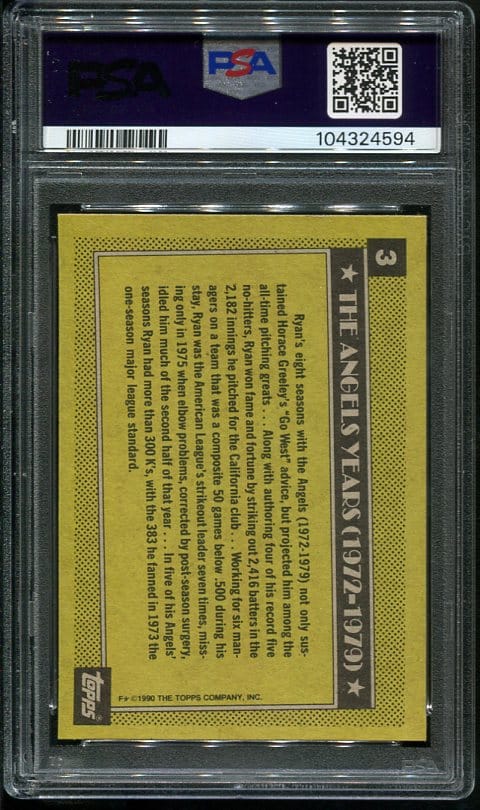 PSA
PSA
104324594
3
★ THE ANGELS YEARS (1972-1979) ★
Ryan's eight seasons with the Angels (1972-1979) not only sus-
tained Horace Greeley's "Go West" advice, but projected him among the
all-time pitching greats . . . Along with authoring four of his record five
no-hitters, Ryan won fame and fortune by striking out 2,416 batters in the
2,182 innings he pitched for the California club . . . Working for six man-
agers on a team that was a composite 50 games below .500 during his
stay, Ryan was the American League's strikeout leader seven times, miss-
ing only in 1975 when elbow problems, corrected by post-season surgery,
idled him much of the second half of that year . . . In five of his Angels'
seasons Ryan had more than 300 K's, with the 383 he fanned in 1973 the
one-season major league standard.
F★ ©1990 THE TOPPS COMPANY, INC.
TOPPS®